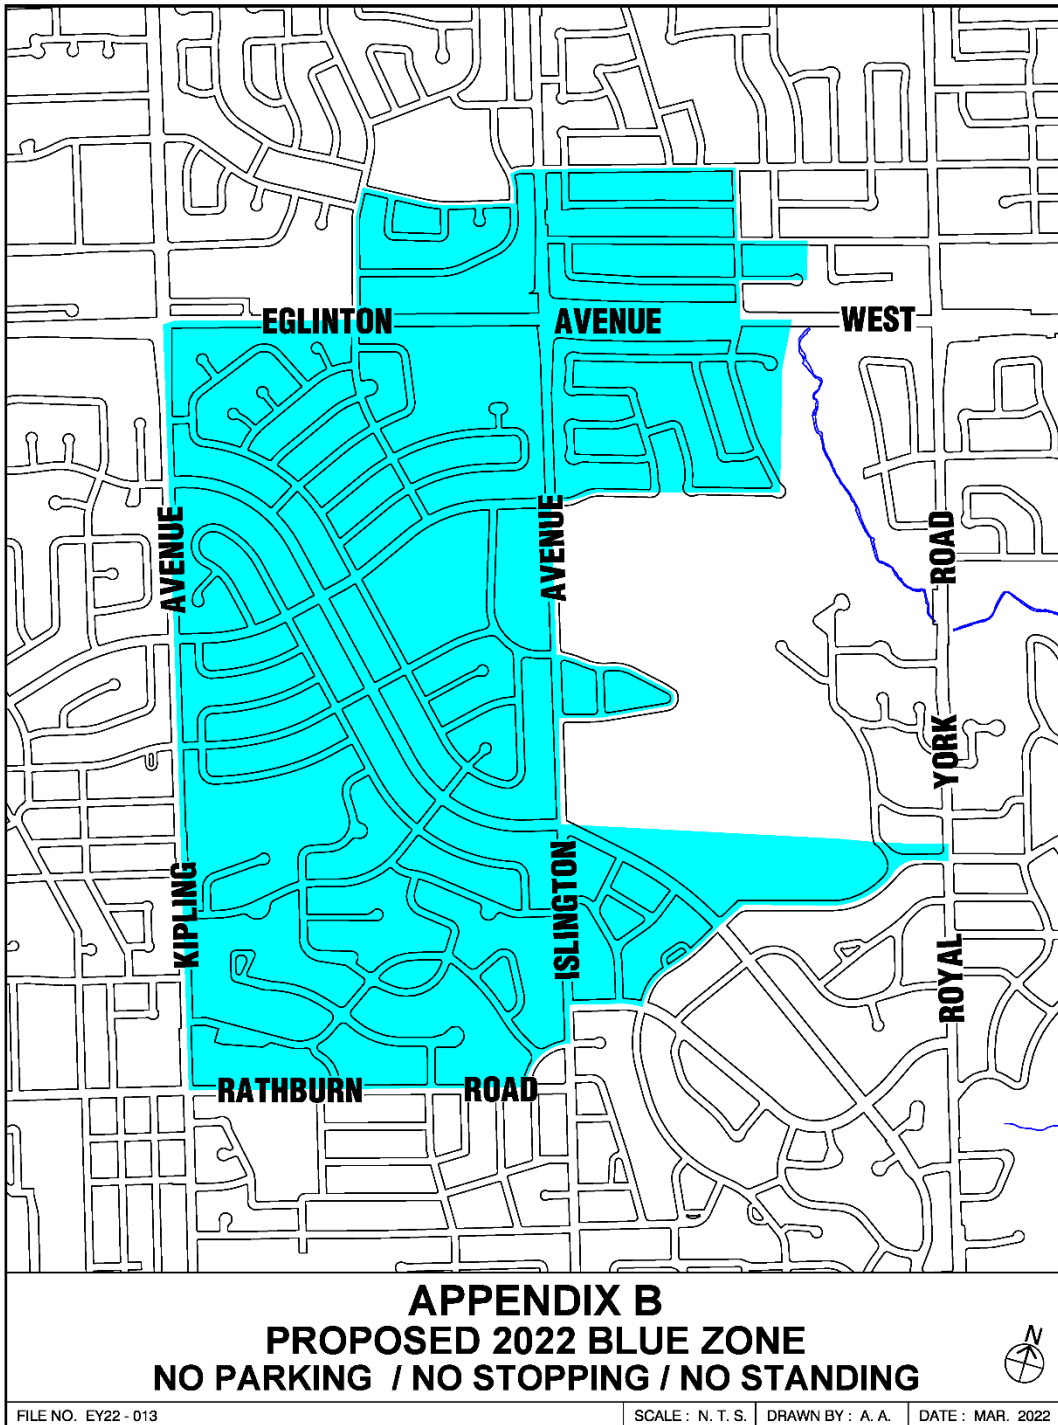 EGLINTON AVENUE WEST
AVENUE
AVENUE
ROAD
YORK
KIPLING
ISLINGTON
ROYAL
RATHBURN ROAD
APPENDIX B
PROPOSED 2022 BLUE ZONE
NO PARKING / NO STOPPING / NO STANDING
N
FILE NO. EY22 - 013 SCALE : N. T. S. DRAWN BY : A. A. DATE : MAR. 2022